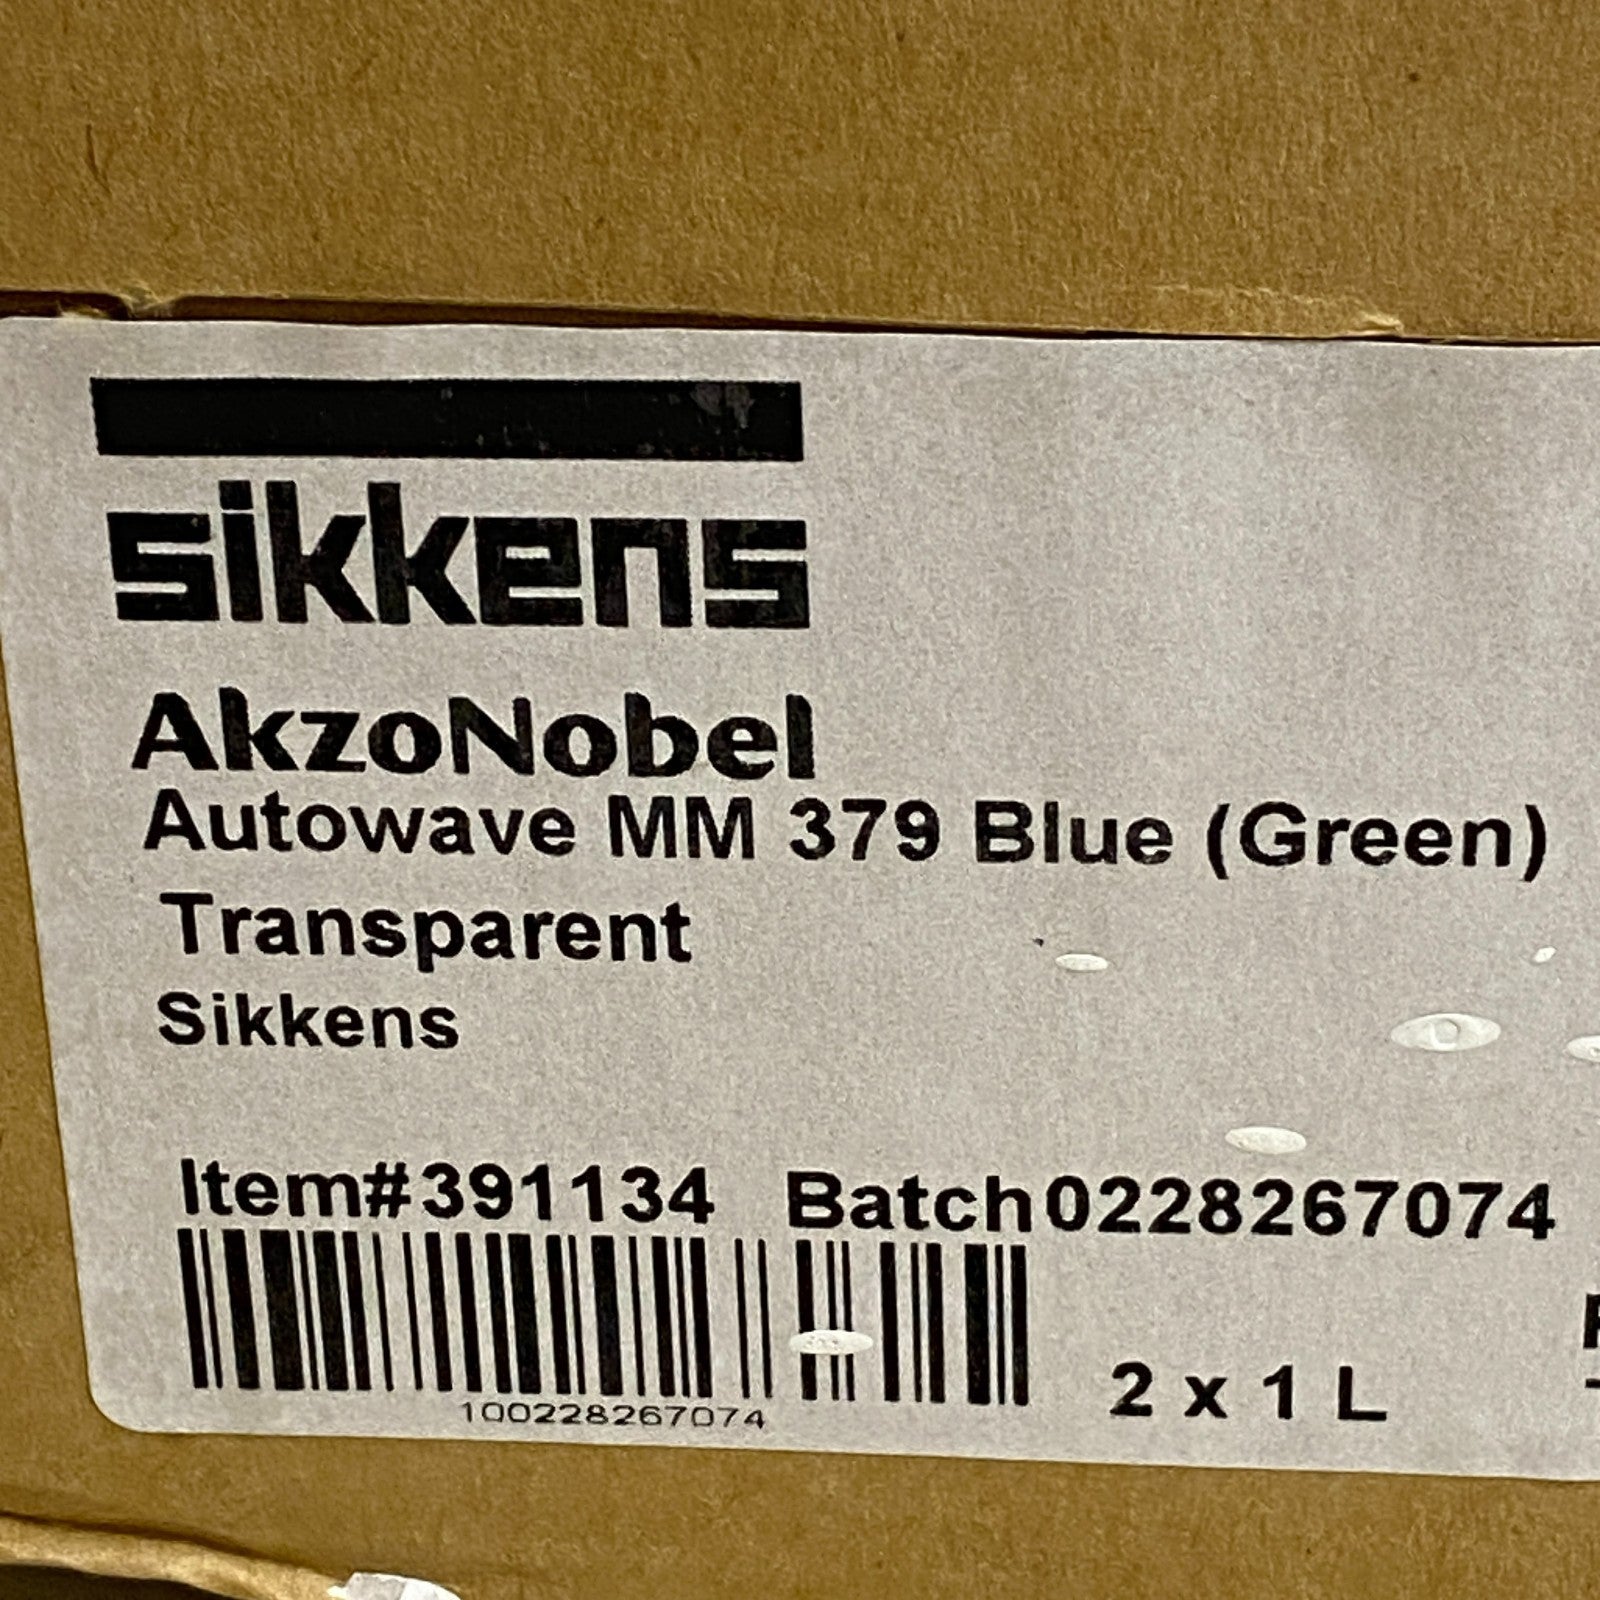 sikkens
AkzoNobel
Autowave MM 379 Blue (Green)
Transparent
Sikkens
Item#391134 Batch0228267074
100228267074
2 x 1 L